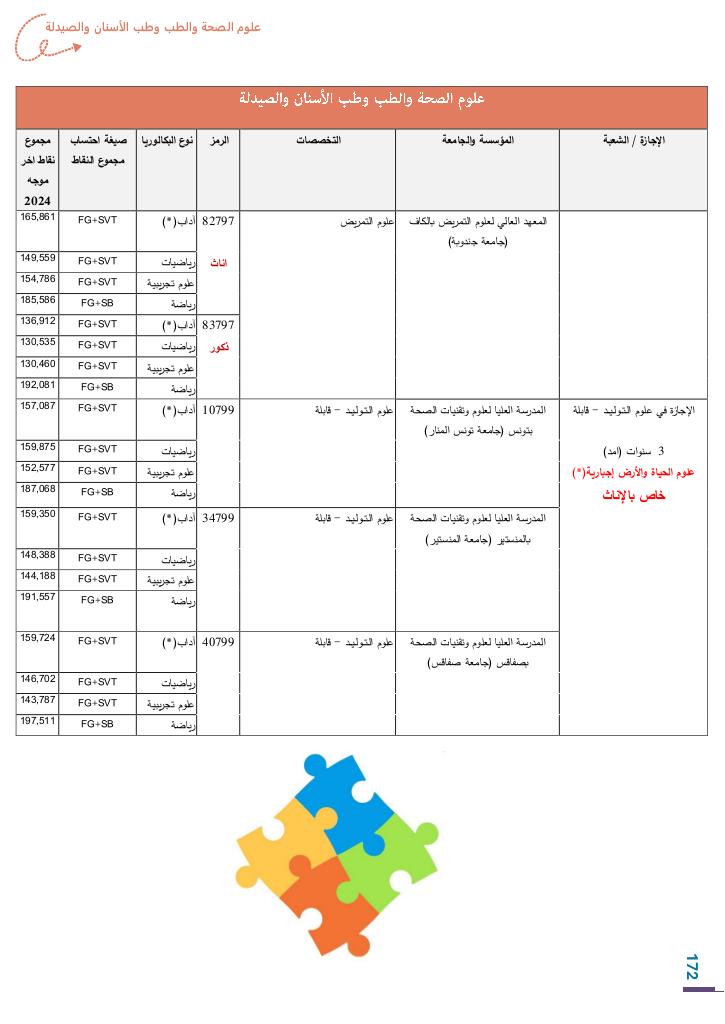 علوم الصحة والطب وطب الأسنان والصيدلة
علوم الصحة والطب وطب الأسنان والصيدلة
الإجازة / الشعبة المؤسسة والجامعة التخصصات الرمز نوع البكالوريا صيغة احتساب مجموع النقاط مجموع نقاط اخر موجه 2024
المعهد العالي لعلوم التمريض بالكاف علوم التمريض 82797 آداب(*) FG+SVT 165,861
(جامعة جندوبة)
اناث رياضيات FG+SVT 149,559
علوم تجريبية FG+SVT 154,786
رياضة FG+SB 185,586
83797 آداب(*) FG+SVT 136,912
ذكور رياضيات FG+SVT 130,535
علوم تجريبية FG+SVT 130,460
رياضة FG+SB 192,081
الإجازة في علوم التوليد – قابلة المدرسة العليا لعلوم وتقنيات الصحة علوم التوليد – قابلة 10799 آداب(*) FG+SVT 157,087
بتونس (جامعة تونس المنار)
3 سنوات (امد) رياضيات FG+SVT 159,875
علوم الحياة والأرض إجبارية(*) علوم تجريبية FG+SVT 152,577
خاص بالإناث رياضة FG+SB 187,068
المدرسة العليا لعلوم وتقنيات الصحة علوم التوليد – قابلة 34799 آداب(*) FG+SVT 159,350
بالمنستير (جامعة المنستير)
رياضيات FG+SVT 148,388
علوم تجريبية FG+SVT 144,188
رياضة FG+SB 191,557
المدرسة العليا لعلوم وتقنيات الصحة علوم التوليد – قابلة 40799 آداب(*) FG+SVT 159,724
بصفاقس (جامعة صفاقس)
رياضيات FG+SVT 146,702
علوم تجريبية FG+SVT 143,787
رياضة FG+SB 197,511
172